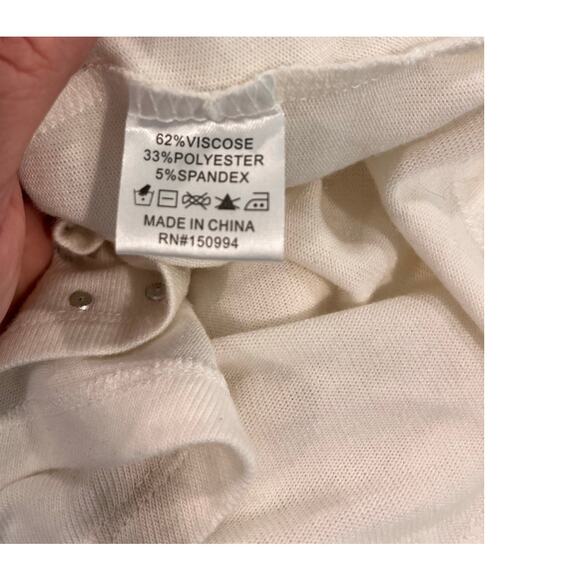 62%VISCOSE
33%POLYESTER
5%SPANDEX
MADE IN CHINA
RN#150994